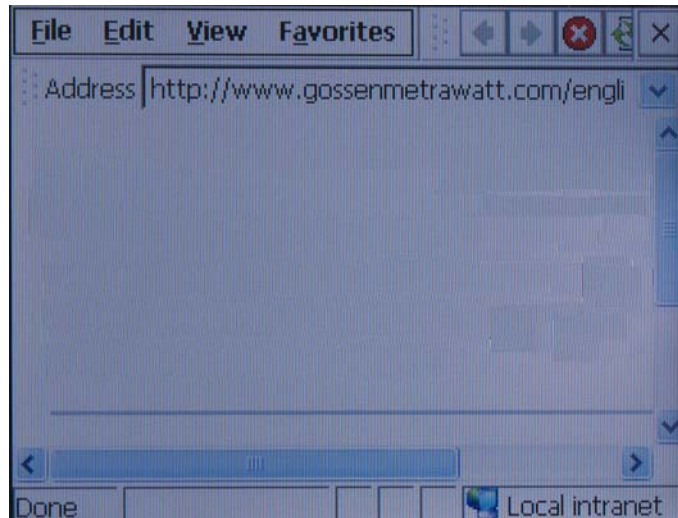 File Edit View Favorites
Address http://www.gossenmetrawatt.com/engli
Done Local intranet